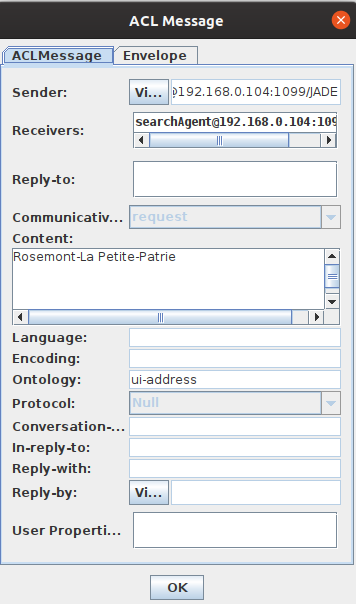 ACL Message
ACLMessage Envelope
Sender: Vi... @192.168.0.104:1099/JADE
Receivers: searchAgent@192.168.0.104:109
Reply-to:
Communicativ... request
Content:
Rosemont-La Petite-Patrie
Language:
Encoding:
Ontology: ui-address
Protocol: Null
Conversation-...
In-reply-to:
Reply-with:
Reply-by: Vi...
User Properti...
OK